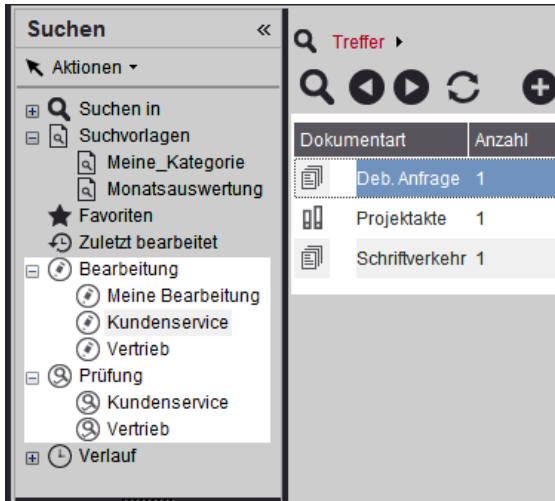 Suchen «
Aktionen
Suchen in
Suchvorlagen
Meine_Kategorie
Monatsauswertung
Favoriten
Zuletzt bearbeitet
Bearbeitung
Meine Bearbeitung
Kundenservice
Vertrieb
Prüfung
Kundenservice
Vertrieb
Verlauf
Treffer
Dokumentart Anzahl
Deb. Anfrage 1
Projektakte 1
Schriftverkehr 1